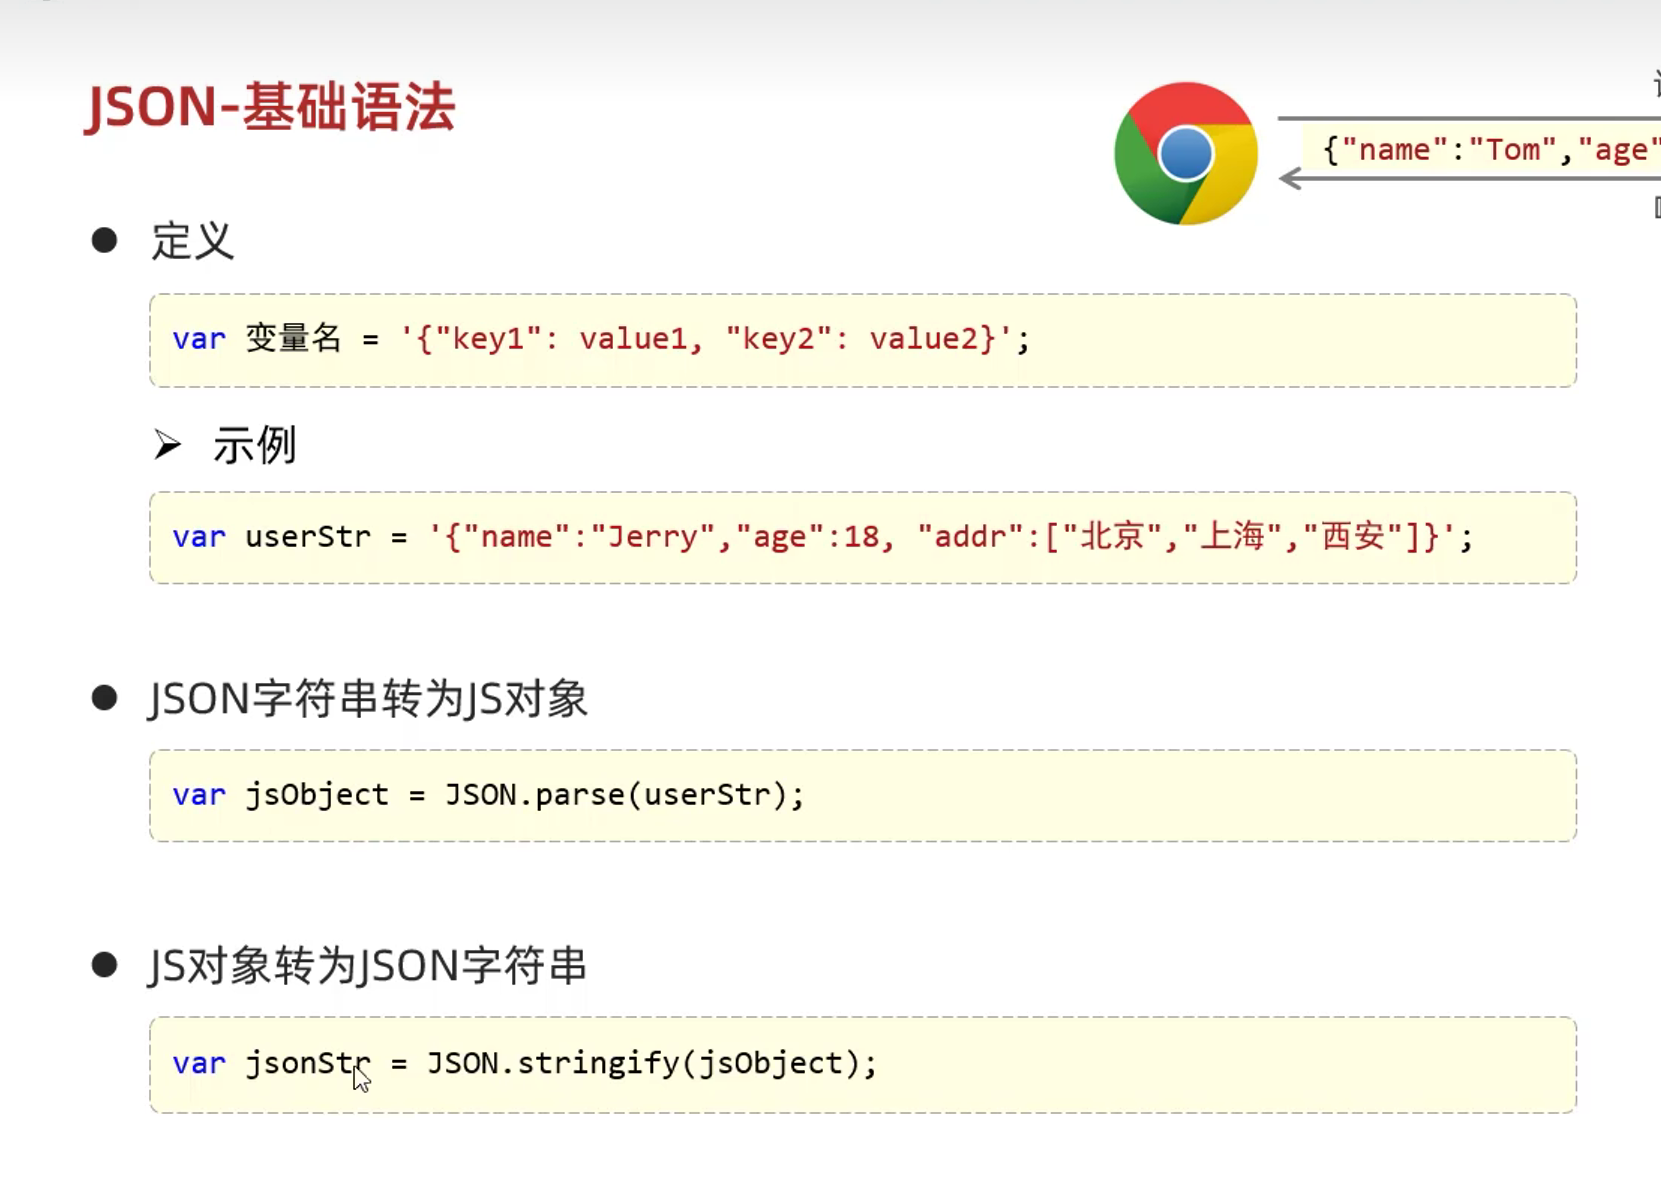 JSON-基础语法
{"name":"Tom","age"
定义
var 变量名 = '{"key1": value1, "key2": value2}';
示例
var userStr = '{"name":"Jerry","age":18, "addr":["北京","上海","西安"]}';
JSON字符串转为JS对象
var jsObject = JSON.parse(userStr);
JS对象转为JSON字符串
var jsonStr = JSON.stringify(jsObject);